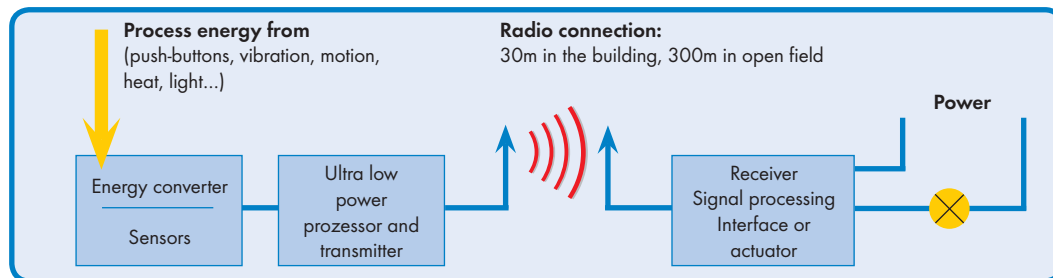 Process energy from
(push-buttons, vibration, motion,
heat, light...)
Radio connection:
30m in the building, 300m in open field
Power
Energy converter
Sensors
Ultra low
power
prozessor and
transmitter
Receiver
Signal processing
Interface or
actuator